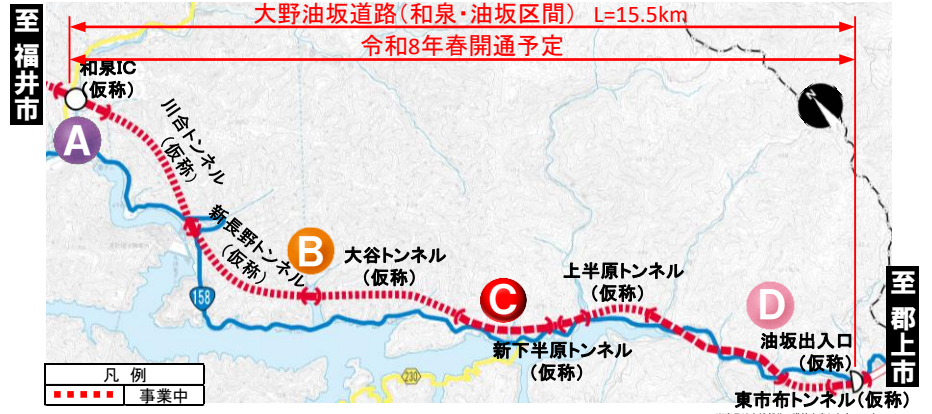 大野油坂道路(和泉・油坂区間) L=15.5km
令和8年春開通予定
至 福井市
和泉IC
(仮称)
A
川合トンネル
(仮称)
新長野トンネル
(仮称)
B
大谷トンネル
(仮称)
158
C
新下半原トンネル
(仮称)
上半原トンネル
(仮称)
D
油坂出入口
(仮称)
至 郡上市
東市布トンネル(仮称)
230
N
凡 例
事業中